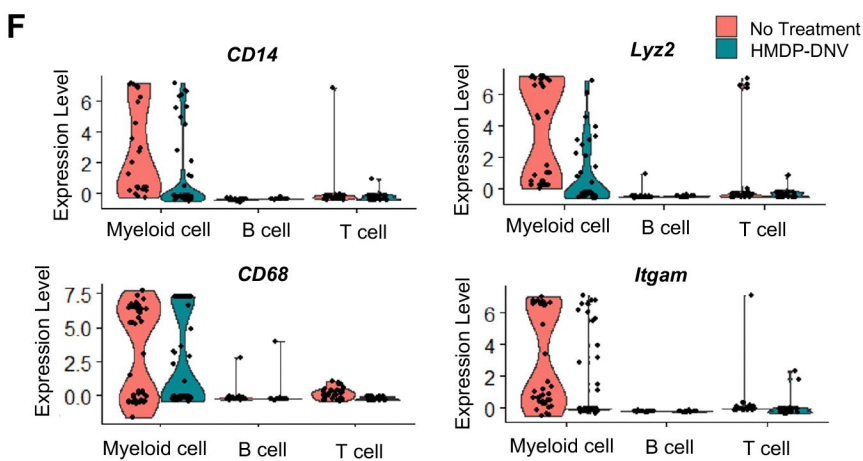 F
No Treatment
HMDP-DNV
CD14
Expression Level
6
4
2
0
Myeloid cell
B cell
T cell
Lyz2
Expression Level
6
4
2
0
Myeloid cell
B cell
T cell
CD68
Expression Level
7.5
5.0
2.5
0.0
Myeloid cell
B cell
T cell
Itgam
Expression Level
6
4
2
0
Myeloid cell
B cell
T cell